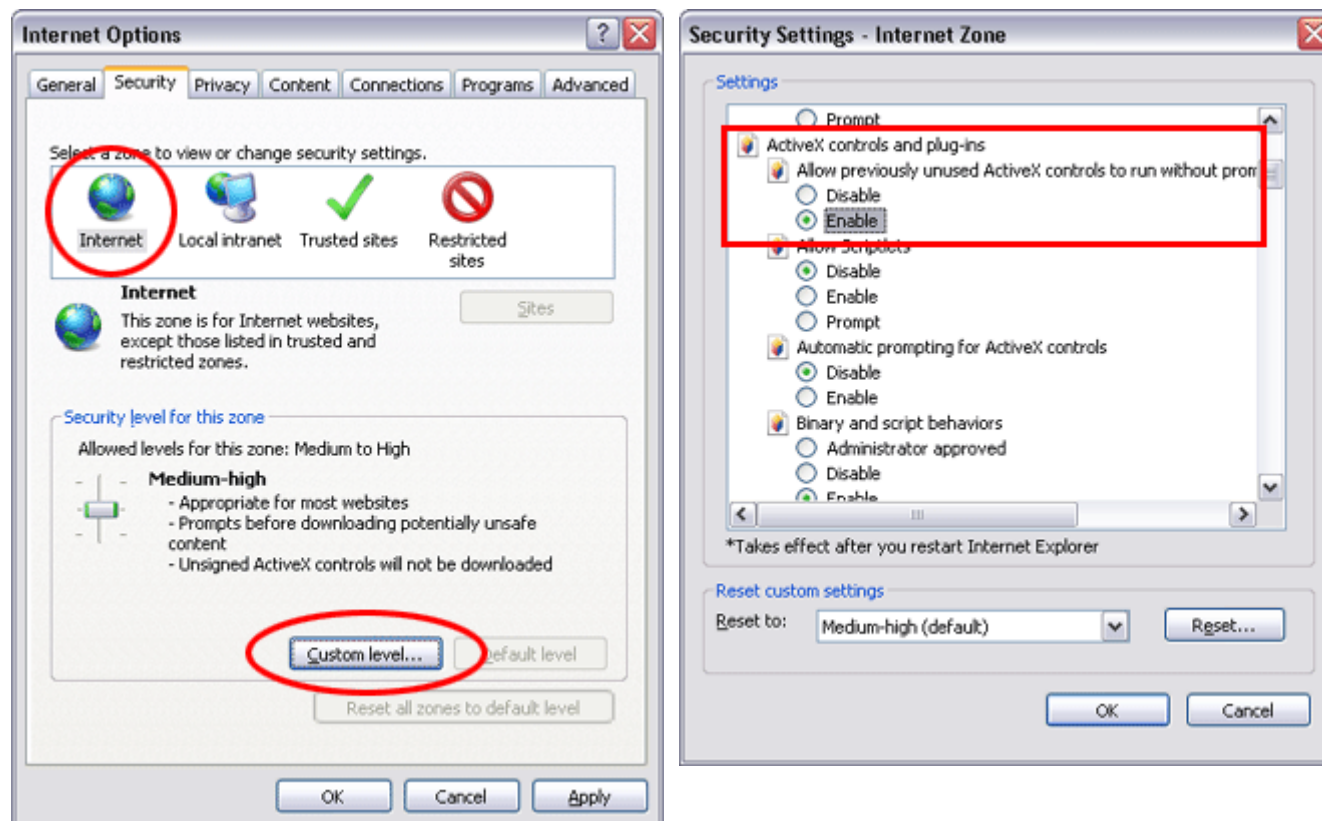 Internet Options
General Security Privacy Content Connections Programs Advanced
Select a zone to view or change security settings.
Internet Local intranet Trusted sites Restricted
sites
Internet
Sites
This zone is for Internet websites,
except those listed in trusted and
restricted zones.
Security level for this zone
Allowed levels for this zone: Medium to High
Medium-high
- Appropriate for most websites
- Prompts before downloading potentially unsafe
content
- Unsigned ActiveX controls will not be downloaded
Custom level... Default level
Reset all zones to default level
OK Cancel Apply
Security Settings - Internet Zone
Settings
Prompt
ActiveX controls and plug-ins
Allow previously unused ActiveX controls to run without prom
Disable
Enable
Allow Scriptlets
Disable
Enable
Prompt
Automatic prompting for ActiveX controls
Disable
Enable
Binary and script behaviors
Administrator approved
Disable
Enable
*Takes effect after you restart Internet Explorer
Reset custom settings
Reset to: Medium-high (default) Reset...
OK Cancel